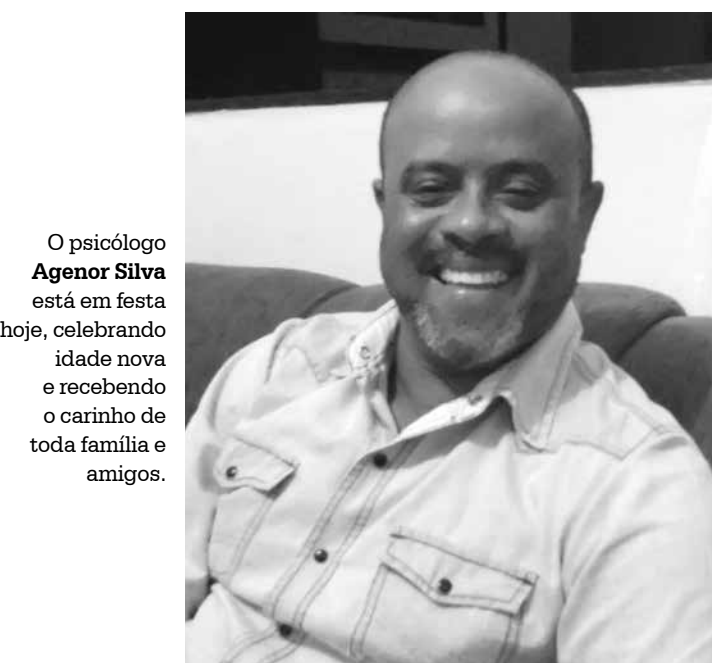 O psicólogo
Agenor Silva
está em festa
hoje, celebrando
idade nova
e recebendo
o carinho de
toda família e
amigos.